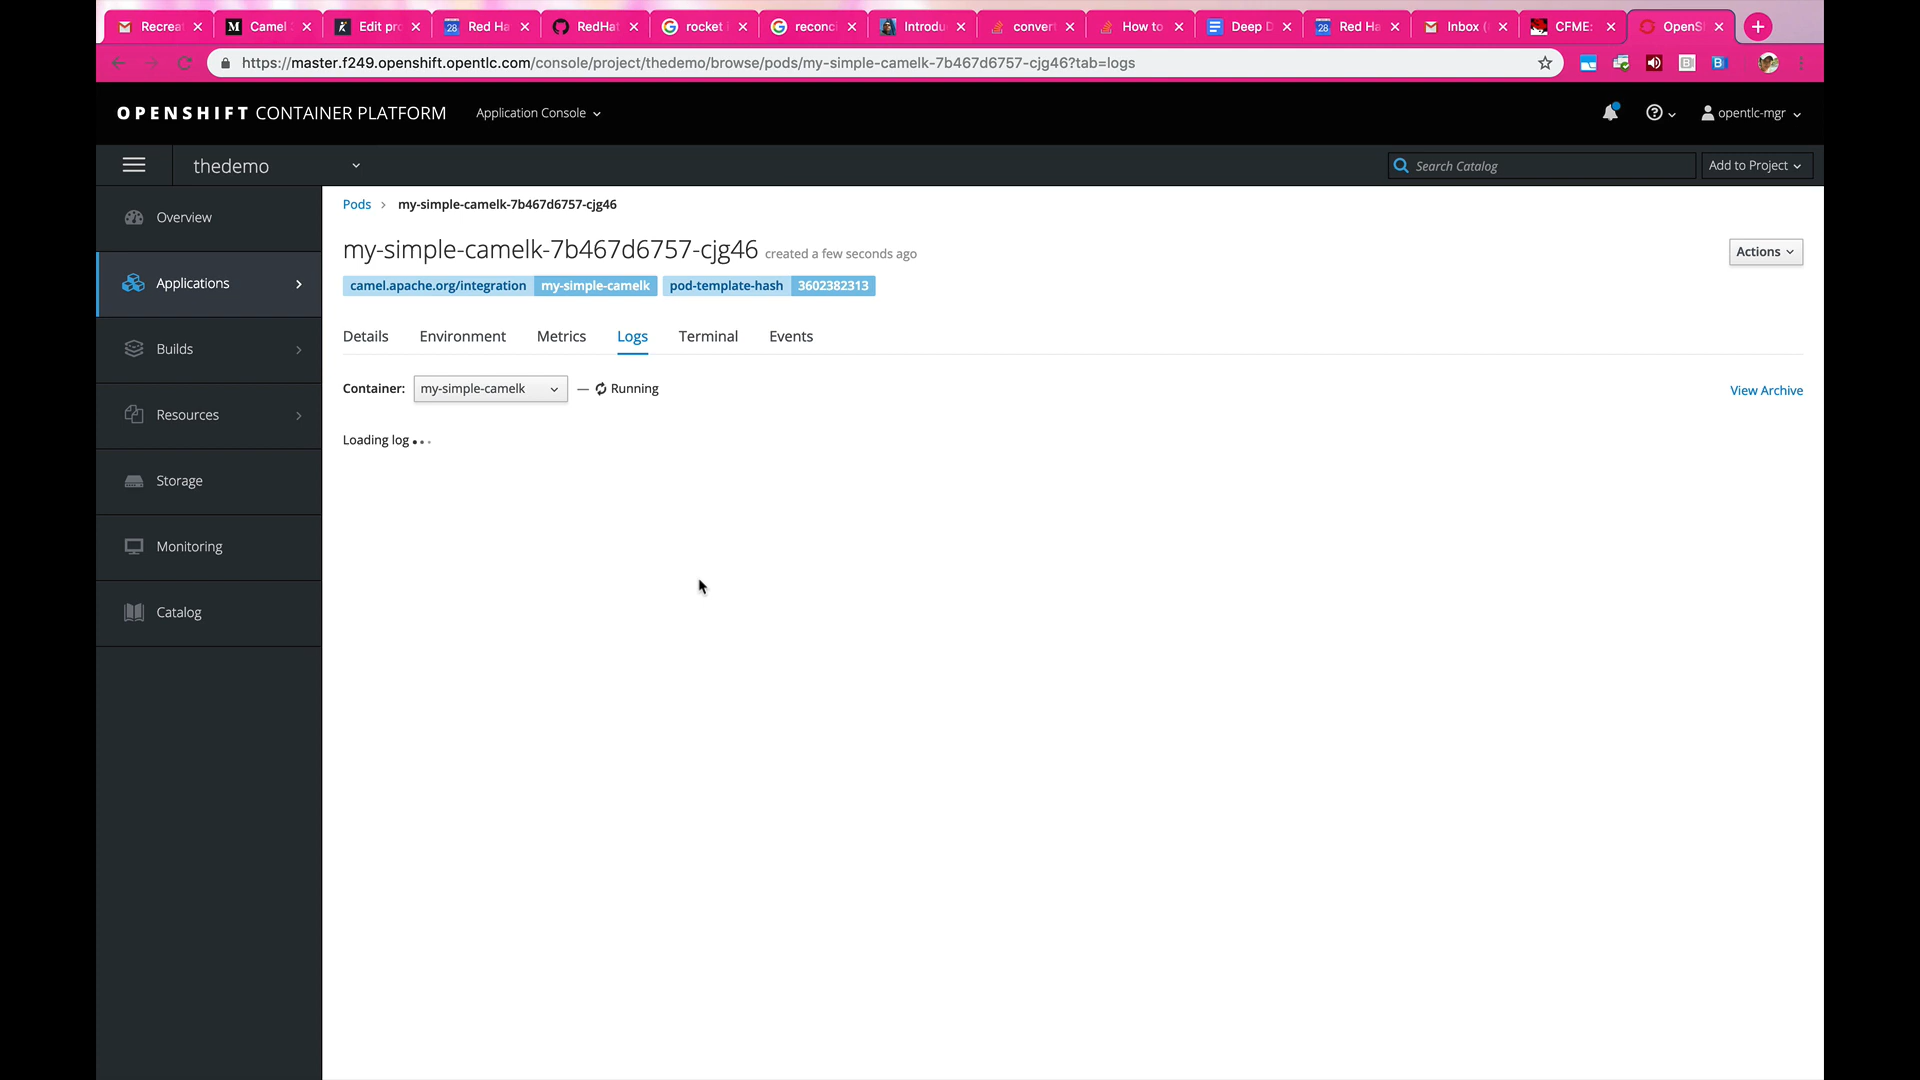 Recrea Camel Edit pro Red Ha RedHat rocket reconci Introdu conver How to Deep D Red Ha Inbox ( CFME: OpenS
https://master.f249.openshift.opentlc.com/console/project/thedemo/browse/pods/my-simple-camelk-7b467d6757-cjg46?tab=logs
OPENSHIFT CONTAINER PLATFORM Application Console opentlc-mgr
thedemo Search Catalog Add to Project
Overview
Applications
Builds
Resources
Storage
Monitoring
Catalog
Pods my-simple-camelk-7b467d6757-cjg46
my-simple-camelk-7b467d6757-cjg46 created a few seconds ago Actions
camel.apache.org/integration my-simple-camelk pod-template-hash 3602382313
Details Environment Metrics Logs Terminal Events
Container: my-simple-camelk — Running View Archive
Loading log